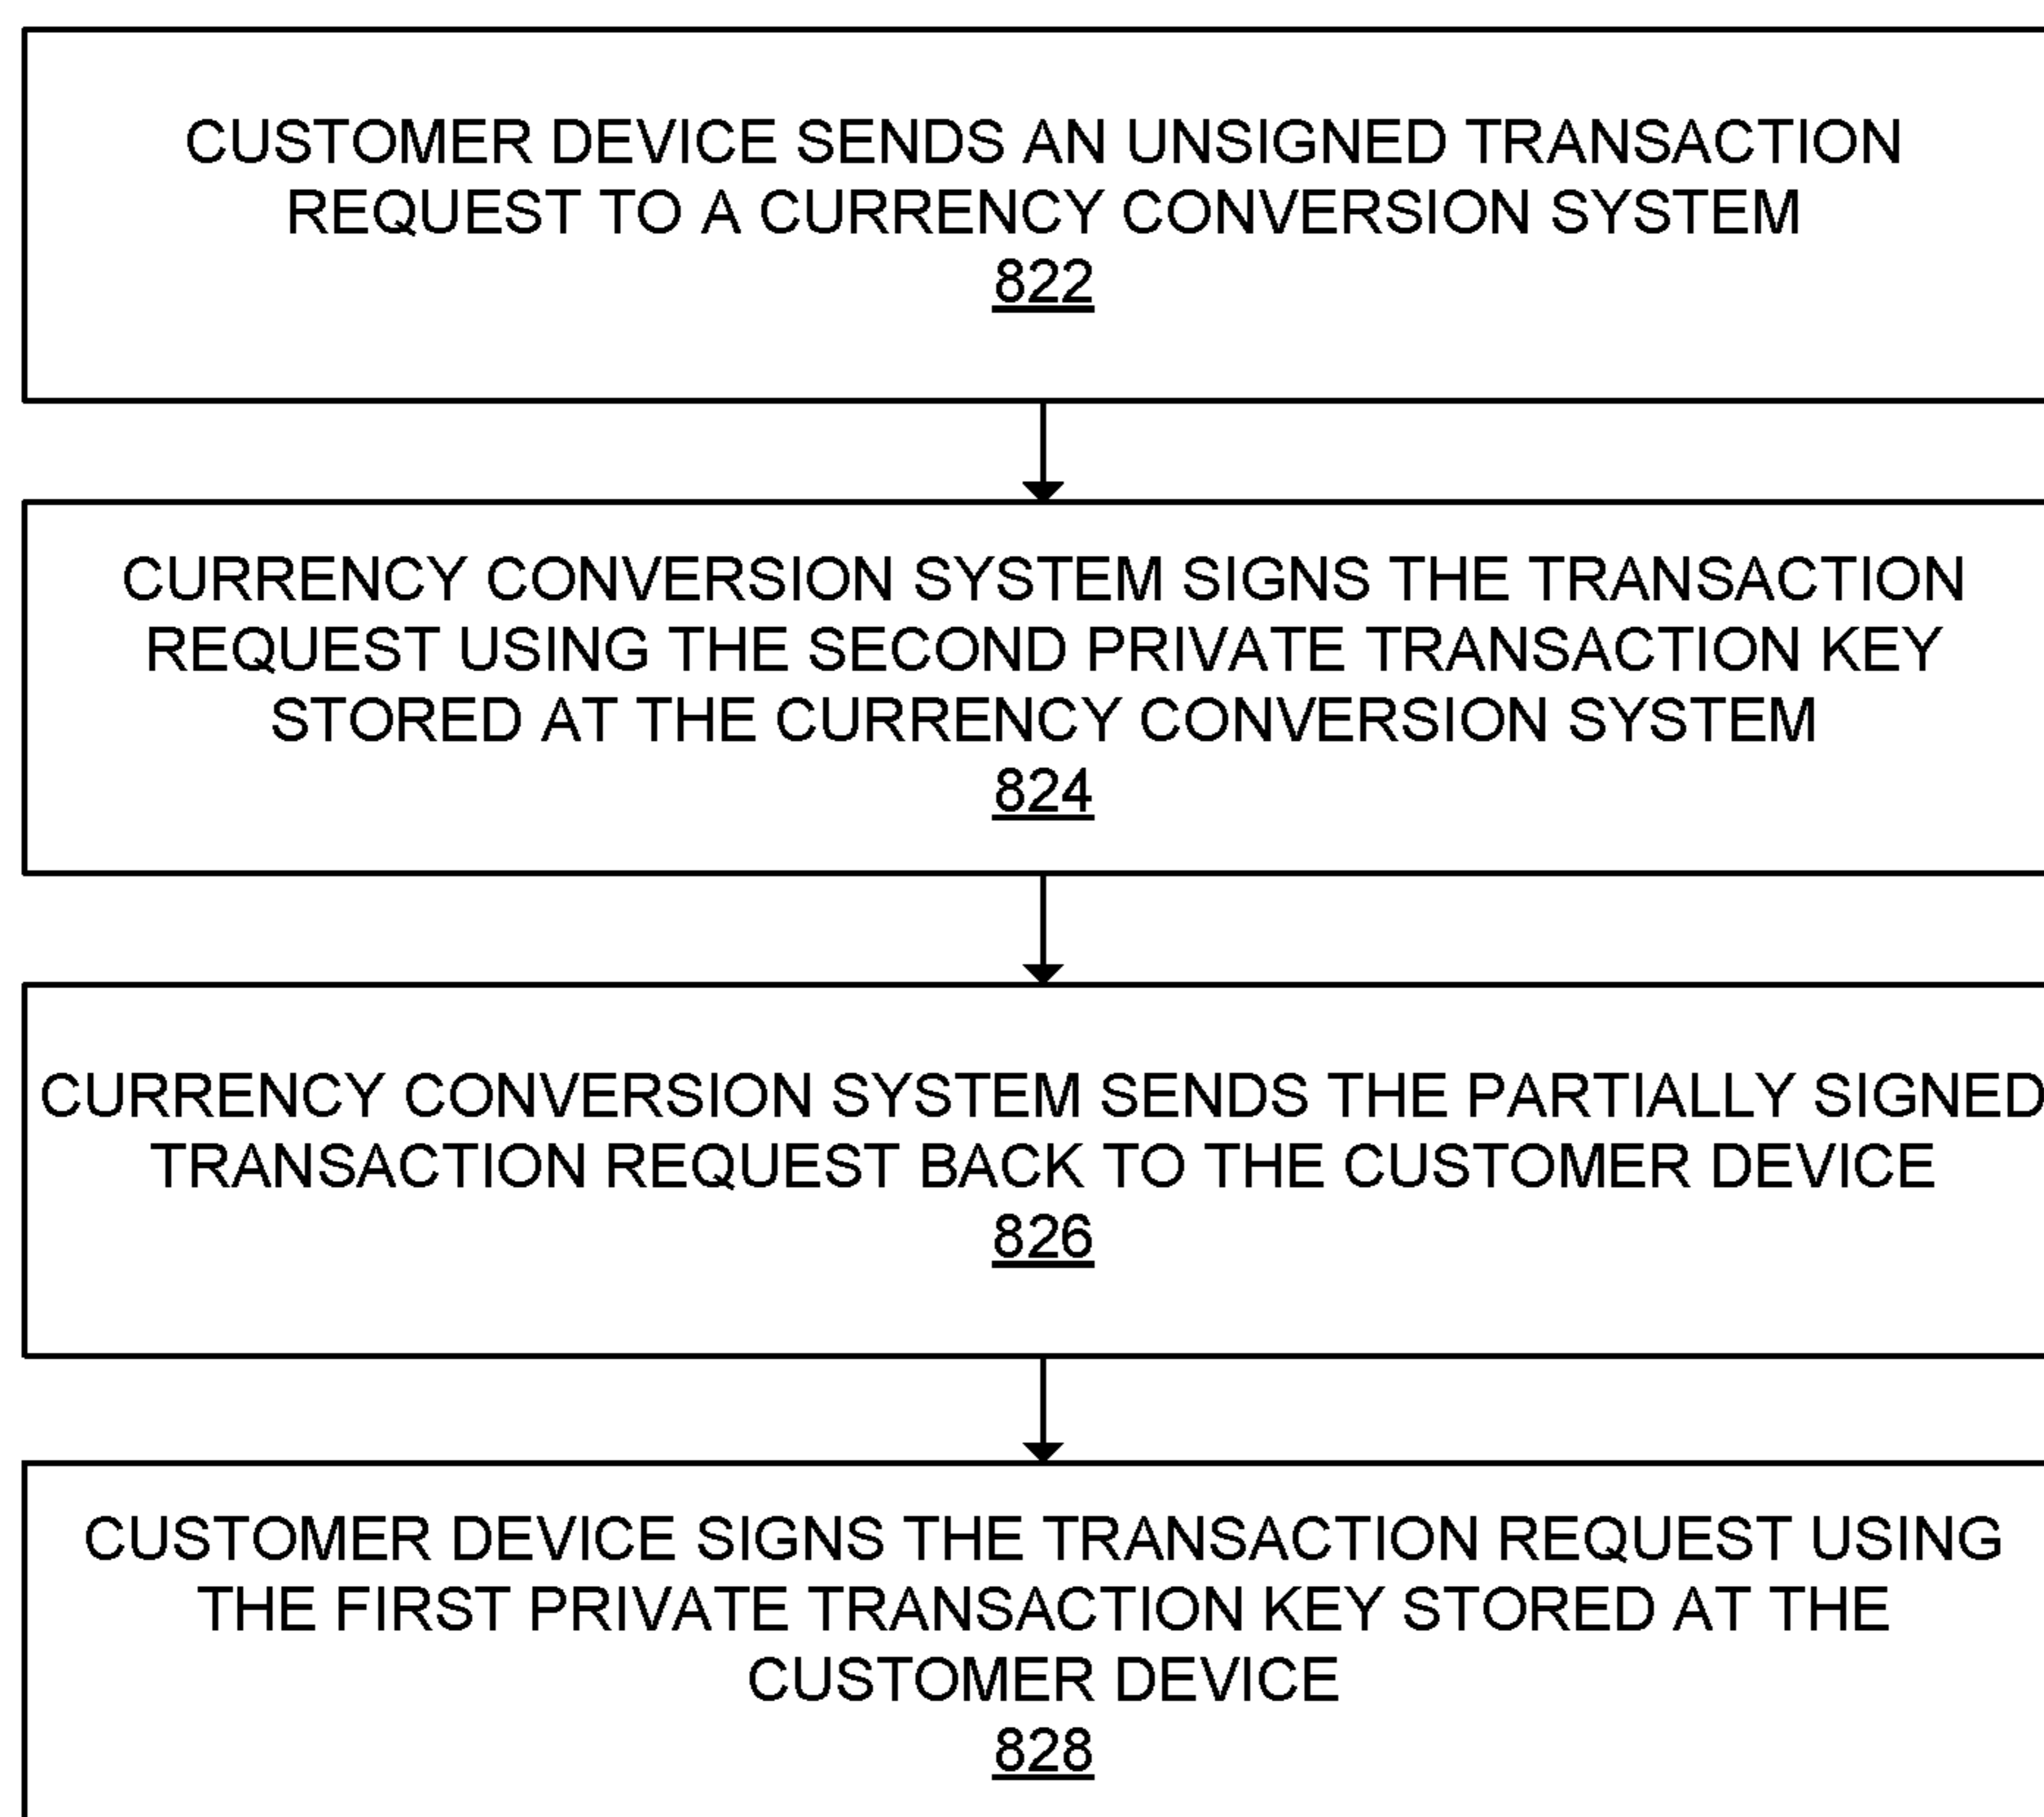 CUSTOMER DEVICE SENDS AN UNSIGNED TRANSACTION
REQUEST TO A CURRENCY CONVERSION SYSTEM
822
CURRENCY CONVERSION SYSTEM SIGNS THE TRANSACTION
REQUEST USING THE SECOND PRIVATE TRANSACTION KEY
STORED AT THE CURRENCY CONVERSION SYSTEM
824
CURRENCY CONVERSION SYSTEM SENDS THE PARTIALLY SIGNED
TRANSACTION REQUEST BACK TO THE CUSTOMER DEVICE
826
CUSTOMER DEVICE SIGNS THE TRANSACTION REQUEST USING
THE FIRST PRIVATE TRANSACTION KEY STORED AT THE
CUSTOMER DEVICE
828